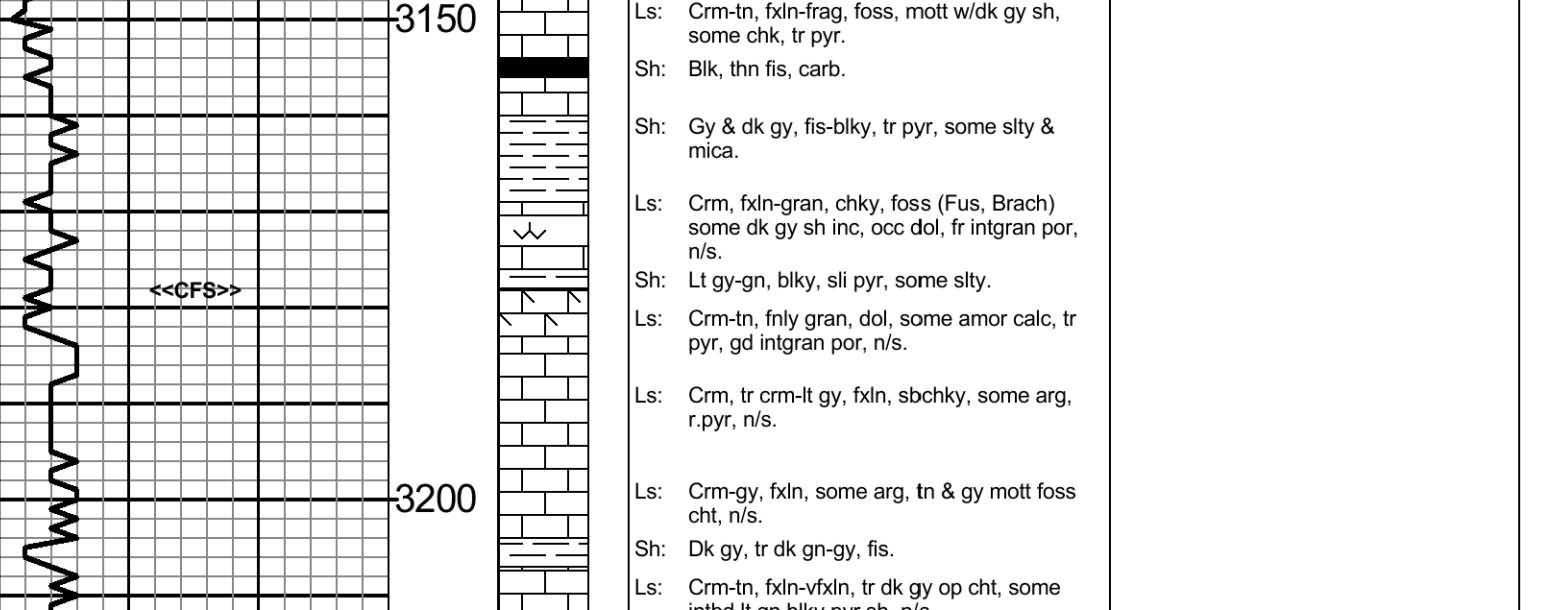 3150
Ls: Crm-tn, fxln-frag, foss, mott w/dk gy sh,
some chk, tr pyr.
Sh: Blk, thn fis, carb.
Sh: Gy & dk gy, fis-blky, tr pyr, some slty &
mica.
Ls: Crm, fxln-gran, chky, foss (Fus, Brach)
some dk gy sh inc, occ dol, fr intgran por,
n/s.
<<CFS>>
Sh: Lt gy-gn, blky, sli pyr, some slty.
Ls: Crm-tn, fnly gran, dol, some amor calc, tr
pyr, gd intgran por, n/s.
Ls: Crm, tr crm-lt gy, fxln, sbchky, some arg,
r.pyr, n/s.
3200
Ls: Crm-gy, fxln, some arg, tn & gy mott foss
cht, n/s.
Sh: Dk gy, tr dk gn-gy, fis.
Ls: Crm-tn, fxln-vfxln, tr dk gy op cht, some
intbd lt gn blky pyr sh, n/s